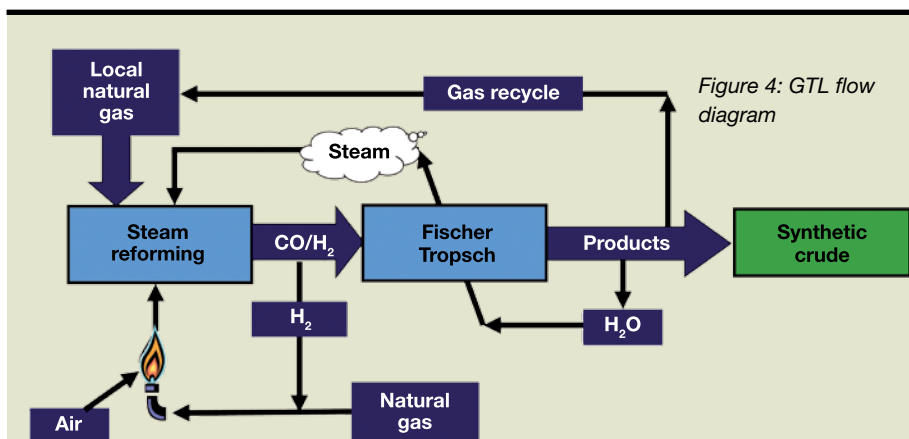 Local
natural
gas
Gas recycle
Figure 4: GTL flow
diagram
Steam
Steam
reforming
CO/H₂
Fischer
Tropsch
Products
Synthetic
crude
H₂
H₂O
Natural
gas
Air